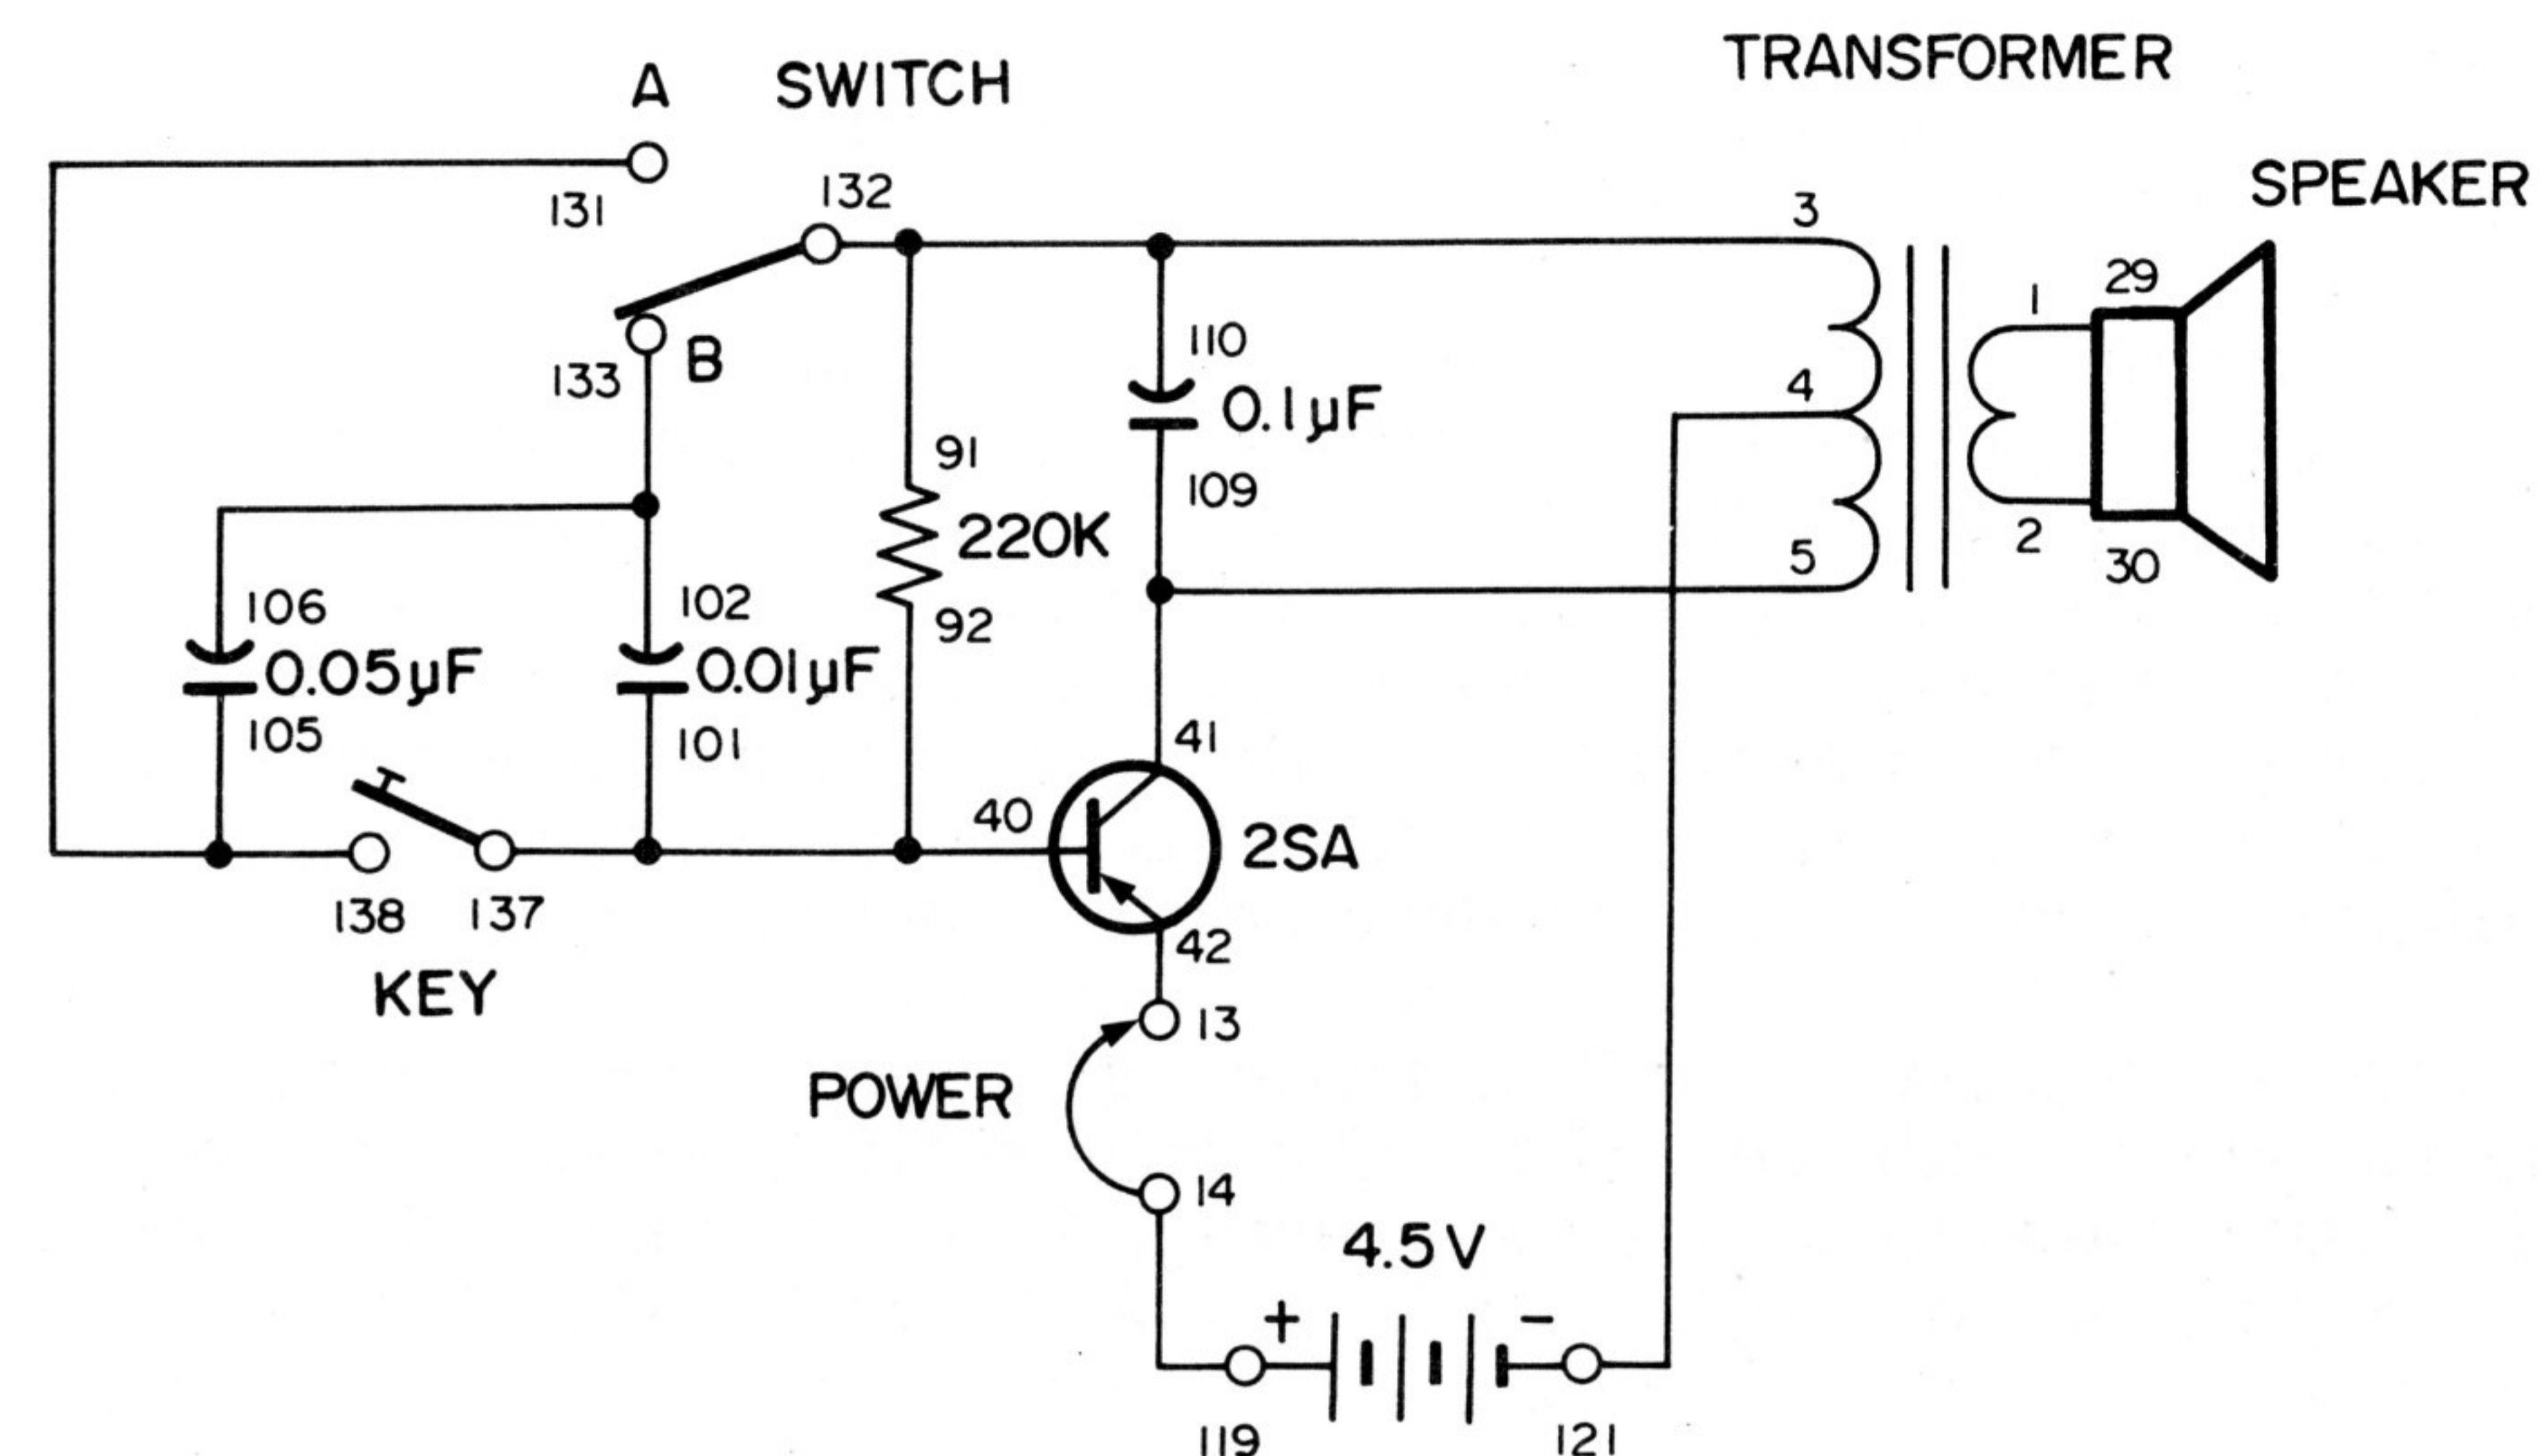 TRANSFORMER
A SWITCH
SPEAKER
131
132
3
29
1
133
B
110
0.1µF
4
91
109
220K
5
2
30
106
102
92
0.05µF
0.01µF
105
101
41
40
2SA
138
137
42
KEY
13
POWER
14
4.5V
+ −
119
121